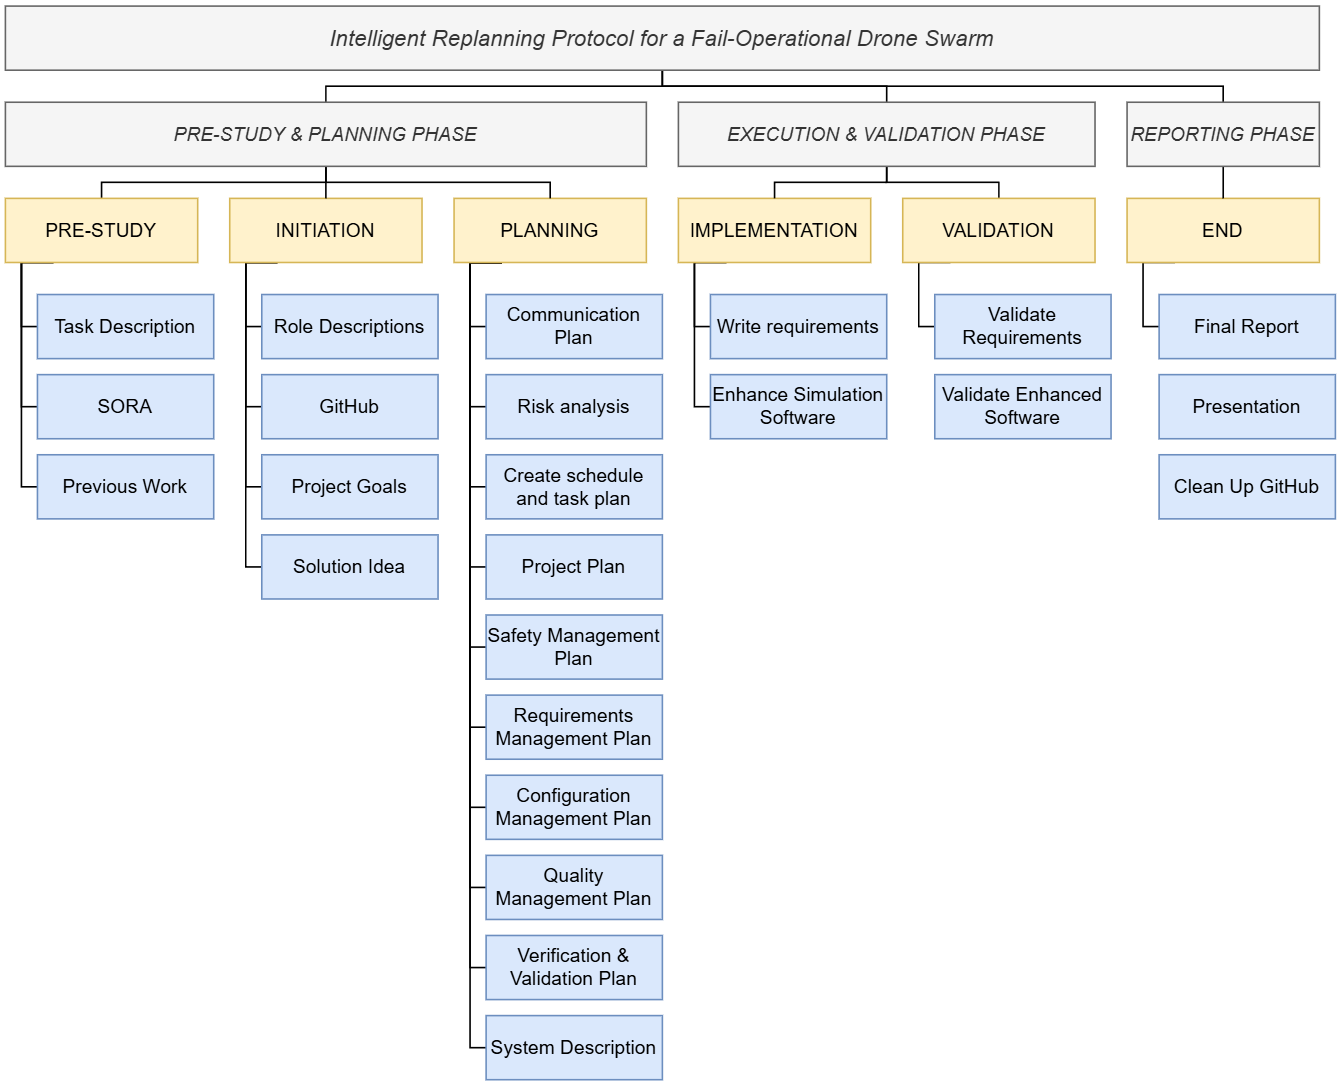 Intelligent Replanning Protocol for a Fail-Operational Drone Swarm
PRE-STUDY & PLANNING PHASE
EXECUTION & VALIDATION PHASE
REPORTING PHASE
PRE-STUDY
INITIATION
PLANNING
IMPLEMENTATION
VALIDATION
END
Task Description
SORA
Previous Work
Role Descriptions
GitHub
Project Goals
Solution Idea
Communication
Plan
Risk analysis
Create schedule
and task plan
Project Plan
Safety Management
Plan
Requirements
Management Plan
Configuration
Management Plan
Quality
Management Plan
Verification &
Validation Plan
System Description
Write requirements
Enhance Simulation
Software
Validate
Requirements
Validate Enhanced
Software
Final Report
Presentation
Clean Up GitHub